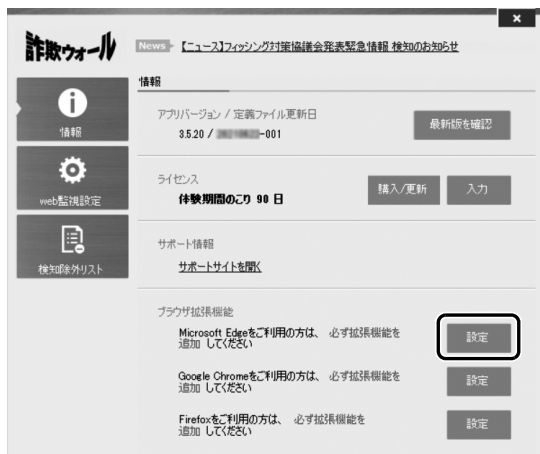 ×
詐欺ウォール
News 【ニュース】フィッシング対策協議会発表緊急情報 検知のお知らせ
情報
情報
アプリバージョン / 定義ファイル更新日
3.5.20 / -001
最新版を確認
ライセンス
体験期間のこり 90 日
購入/更新 入力
web監視設定
サポート情報
サポートサイトを開く
検知除外リスト
ブラウザ拡張機能
Microsoft Edgeをご利用の方は、 必ず拡張機能を
追加 してください
設定
Google Chromeをご利用の方は、 必ず拡張機能を
追加 してください
設定
Firefoxをご利用の方は、 必ず拡張機能を
追加 してください
設定